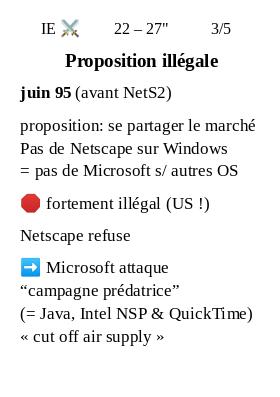 IE ⚔️ 22 – 27" 3/5
Proposition illégale
juin 95 (avant NetS2)
proposition: se partager le marché
Pas de Netscape sur Windows
= pas de Microsoft s/ autres OS
🛑 fortement illégal (US !)
Netscape refuse
➡️ Microsoft attaque
“campagne prédatrice”
(= Java, Intel NSP & QuickTime)
« cut off air supply »